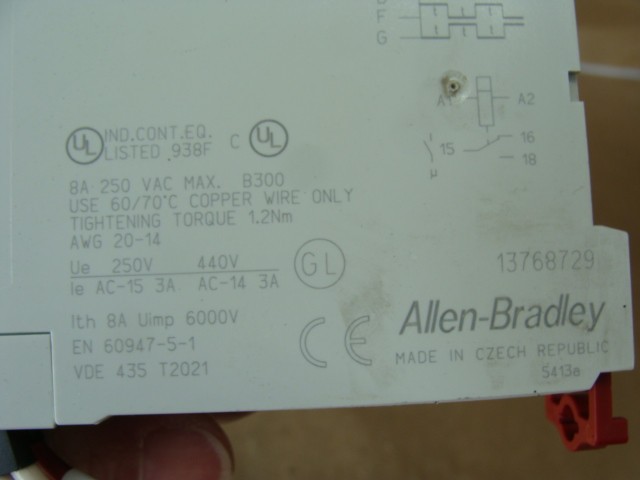 F
G
A1 A2
15 16
18
µ
UL IND.CONT.EQ. C UL
LISTED 938F
8A 250 VAC MAX. B300
USE 60/70°C COPPER WIRE ONLY
TIGHTENING TORQUE 1.2Nm
AWG 20-14
Ue 250V 440V
Ie AC-15 3A AC-14 3A
GL
13768729
Ith 8A Uimp 6000V
EN 60947-5-1
VDE 435 T2021
CE
Allen-Bradley
MADE IN CZECH REPUBLIC
5413a